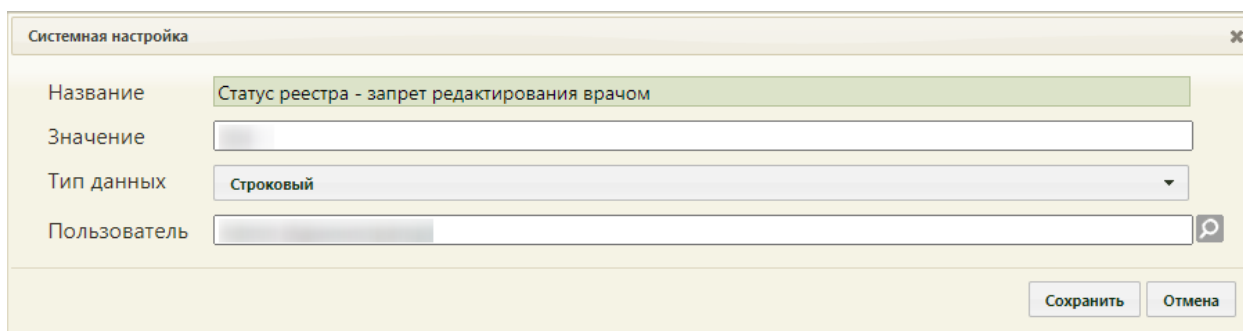 Системная настройка
Название Статус реестра - запрет редактирования врачом
Значение
Тип данных Строковый
Пользователь
Сохранить Отмена